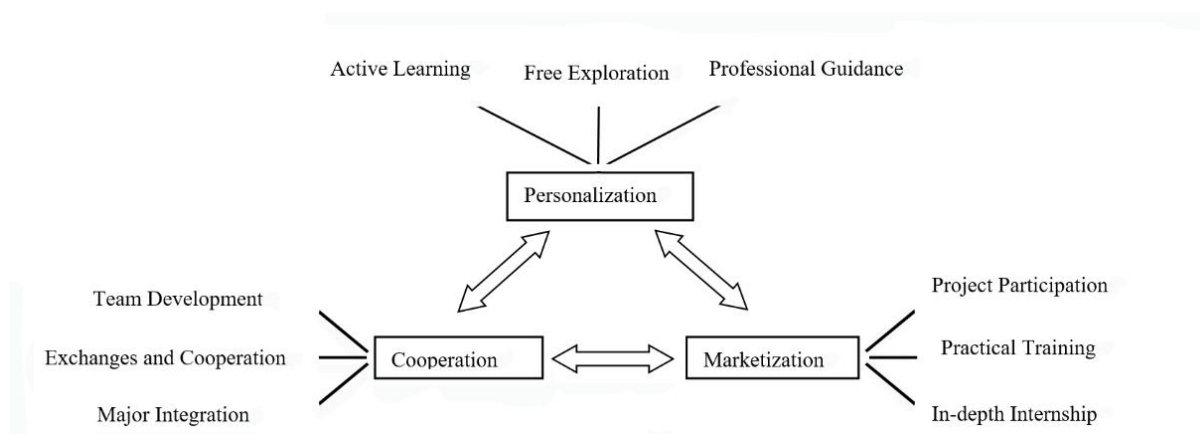 Active Learning
Free Exploration
Professional Guidance
Personalization
Team Development
Exchanges and Cooperation
Major Integration
Cooperation
Marketization
Project Participation
Practical Training
In-depth Internship